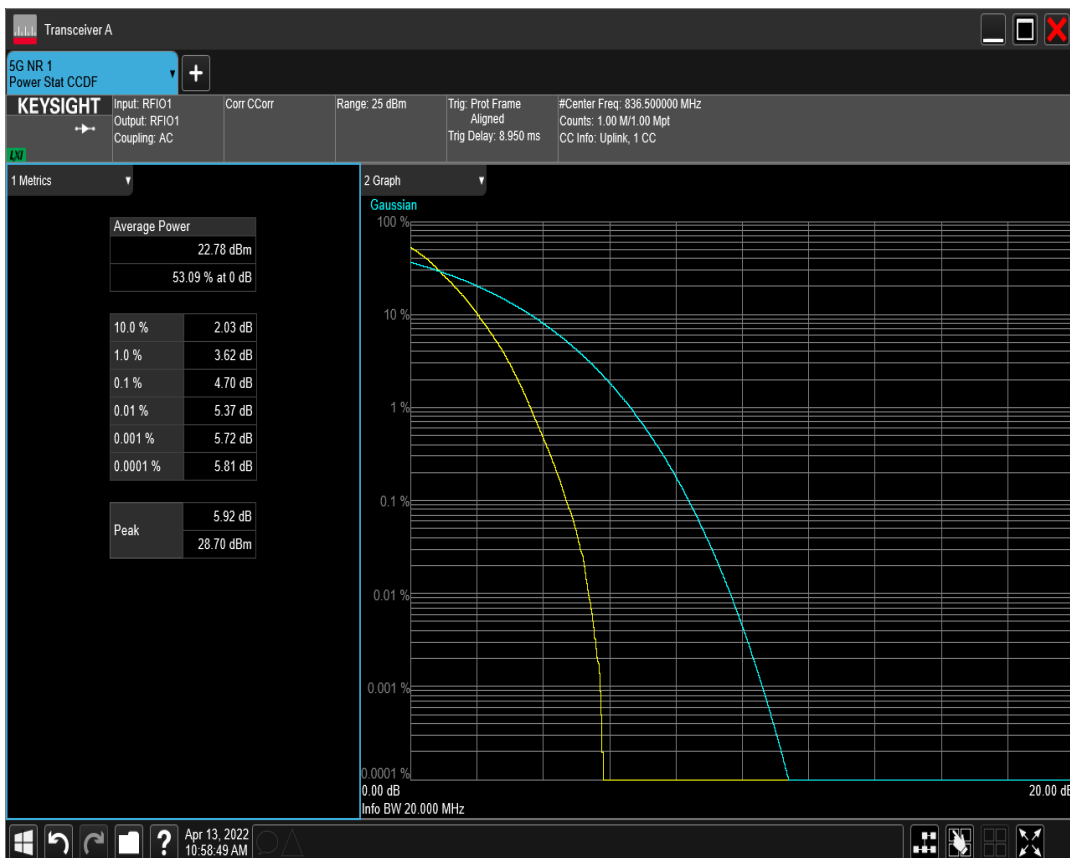 Transceiver A
5G NR 1
Power Stat CCDF
+
KEYSIGHT
LXI
Input: RFIO1
Output: RFIO1
Coupling: AC
Corr CCorr
Range: 25 dBm
Trig: Prot Frame
Aligned
Trig Delay: 8.950 ms
#Center Freq: 836.500000 MHz
Counts: 1.00 M/1.00 Mpt
CC Info: Uplink, 1 CC
1 Metrics
Average Power
22.78 dBm
53.09 % at 0 dB
10.0 % 2.03 dB
1.0 % 3.62 dB
0.1 % 4.70 dB
0.01 % 5.37 dB
0.001 % 5.72 dB
0.0001 % 5.81 dB
Peak 5.92 dB
28.70 dBm
2 Graph
Gaussian
100 %
10 %
1 %
0.1 %
0.01 %
0.001 %
0.0001 %
0.00 dB 20.00 dB
Info BW 20.000 MHz
?
Apr 13, 2022
10:58:49 AM